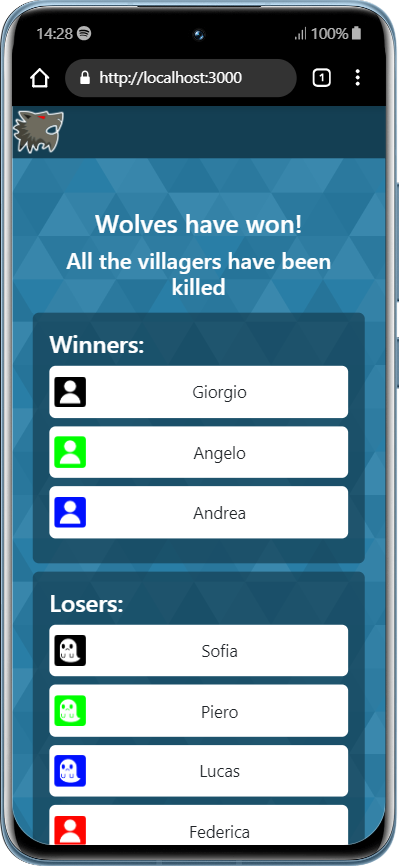 14:28 100%
http://localhost:3000 1
Wolves have won!
All the villagers have been
killed
Winners:
Giorgio
Angelo
Andrea
Losers:
Sofia
Piero
Lucas
Federica